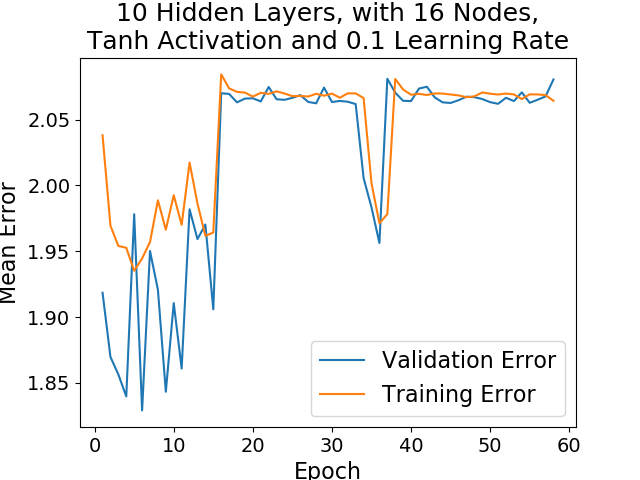 10 Hidden Layers, with 16 Nodes,
Tanh Activation and 0.1 Learning Rate
Mean Error
2.05
2.00
1.95
1.90
1.85
Validation Error
Training Error
0 10 20 30 40 50 60
Epoch